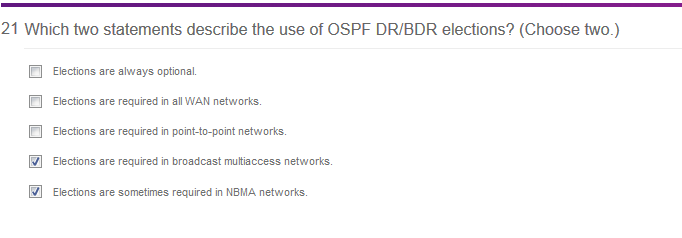 21 Which two statements describe the use of OSPF DR/BDR elections? (Choose two.)
Elections are always optional.
Elections are required in all WAN networks.
Elections are required in point-to-point networks.
Elections are required in broadcast multiaccess networks.
Elections are sometimes required in NBMA networks.